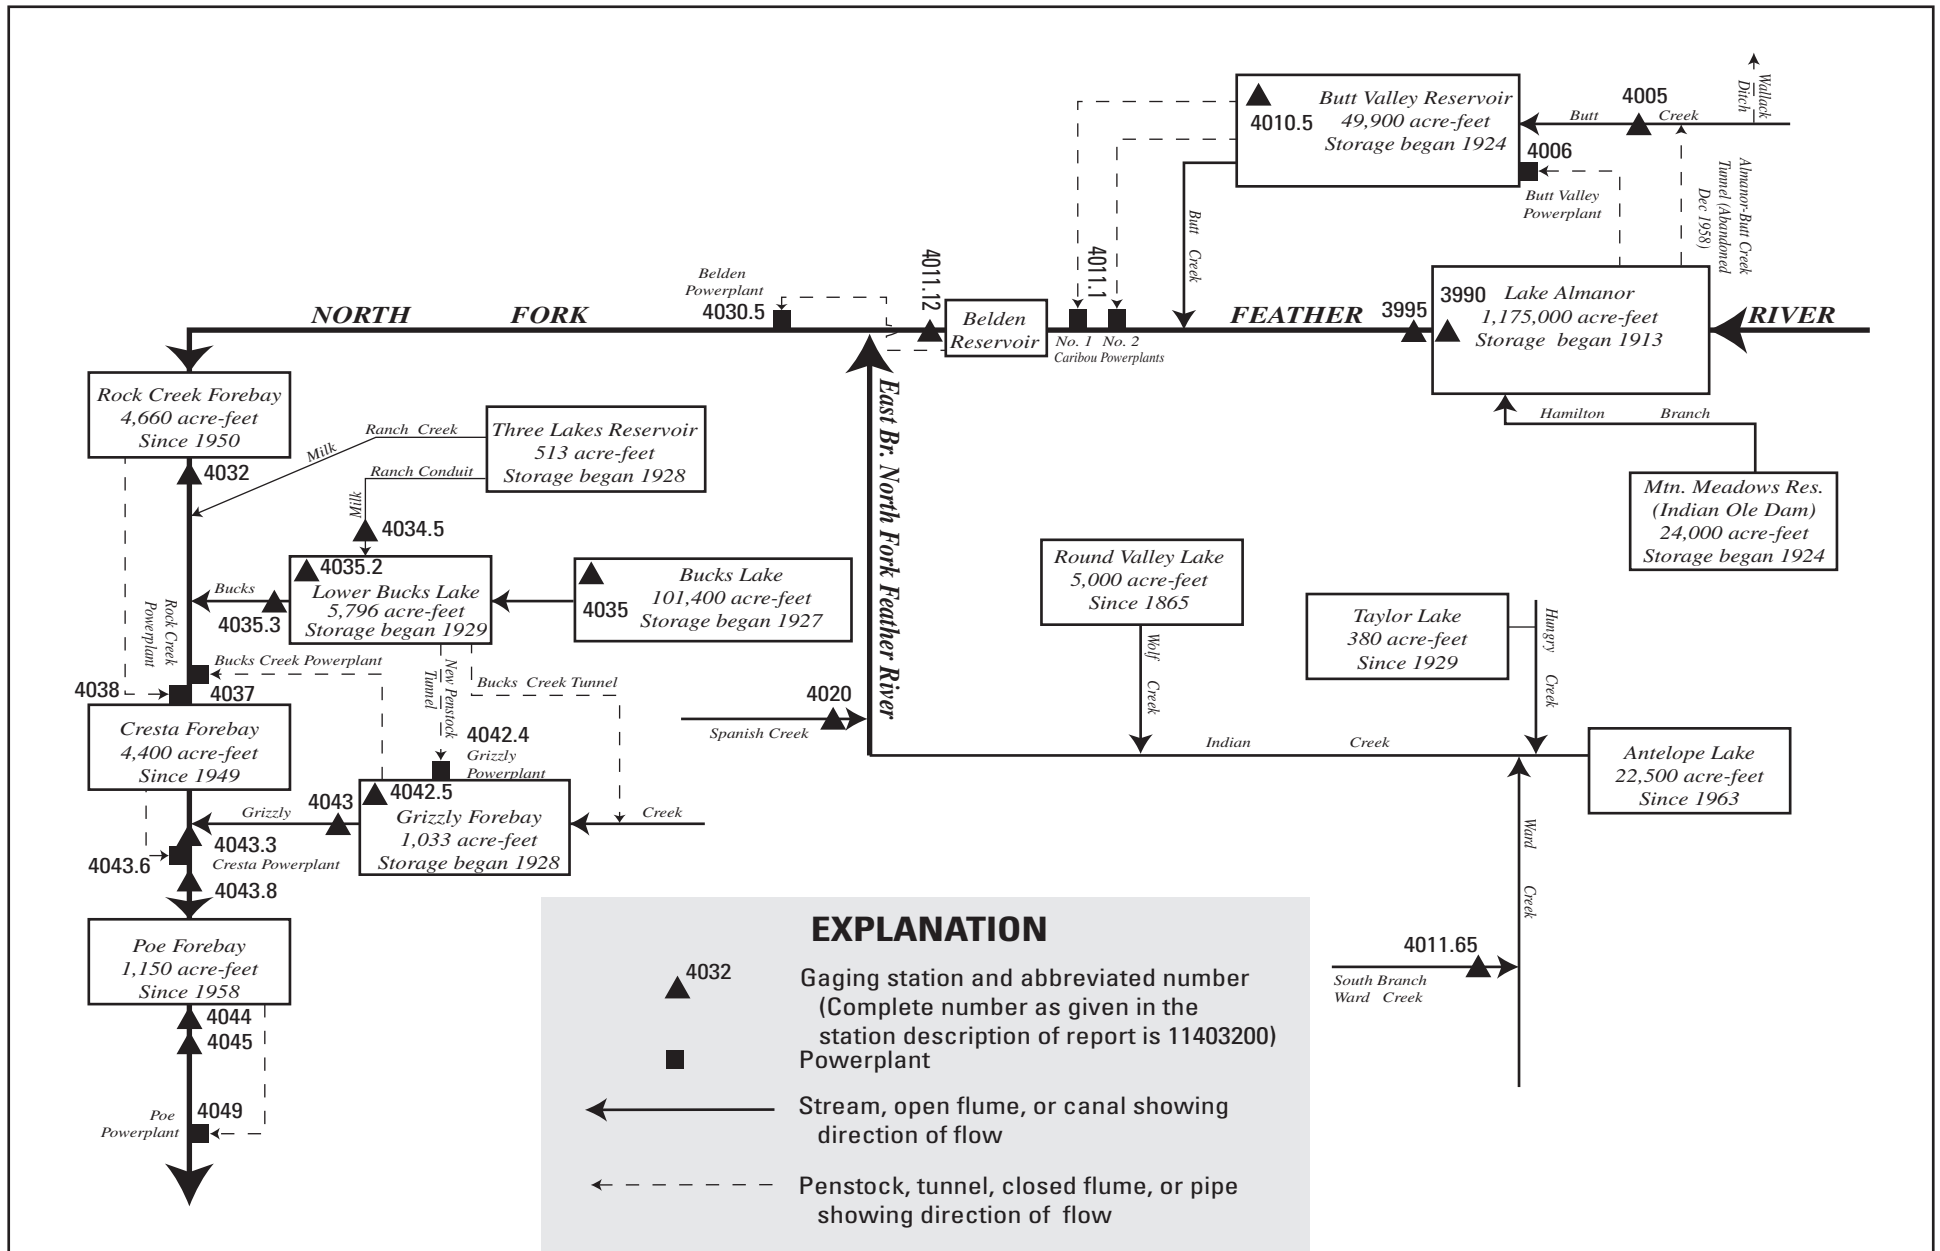 Wallack
Ditch
4005
Butt Creek
Butt Valley Reservoir
49,900 acre-feet
Storage began 1924
4010.5
4006
Butt Valley
Powerplant
Almanor-Butt Creek
Tunnel (Abandoned
Dec 1958)
Butt Creek
4011.1
4011.12
Belden
Powerplant
4030.5
NORTH FORK FEATHER RIVER
Belden
Reservoir
No. 1 No. 2
Caribou Powerplants
3995
3990
Lake Almanor
1,175,000 acre-feet
Storage began 1913
Hamilton Branch
Mtn. Meadows Res.
(Indian Ole Dam)
24,000 acre-feet
Storage began 1924
Rock Creek Forebay
4,660 acre-feet
Since 1950
4032
Milk Ranch Creek
Three Lakes Reservoir
513 acre-feet
Storage began 1928
Milk Ranch Conduit
4034.5
4035.2
Lower Bucks Lake
5,796 acre-feet
Storage began 1929
Bucks
4035.3
4035
Bucks Lake
101,400 acre-feet
Storage began 1927
East Br. North Fork Feather River
Round Valley Lake
5,000 acre-feet
Since 1865
Wolf Creek
Taylor Lake
380 acre-feet
Since 1929
Hungry Creek
Rock Creek
Powerplant
Bucks Creek Powerplant
New Penstock
Tunnel
Bucks Creek Tunnel
4038
4037
4020
Spanish Creek
Indian Creek
Antelope Lake
22,500 acre-feet
Since 1963
Cresta Forebay
4,400 acre-feet
Since 1949
4042.4
Grizzly
Powerplant
4042.5
Grizzly Forebay
1,033 acre-feet
Storage began 1928
Grizzly Creek
4043
4043.3
Cresta Powerplant
4043.6
4043.8
Ward Creek
4011.65
South Branch
Ward Creek
Poe Forebay
1,150 acre-feet
Since 1958
4044
4045
4049
Poe
Powerplant
EXPLANATION
4032
Gaging station and abbreviated number
(Complete number as given in the
station description of report is 11403200)
Powerplant
Stream, open flume, or canal showing
direction of flow
Penstock, tunnel, closed flume, or pipe
showing direction of flow